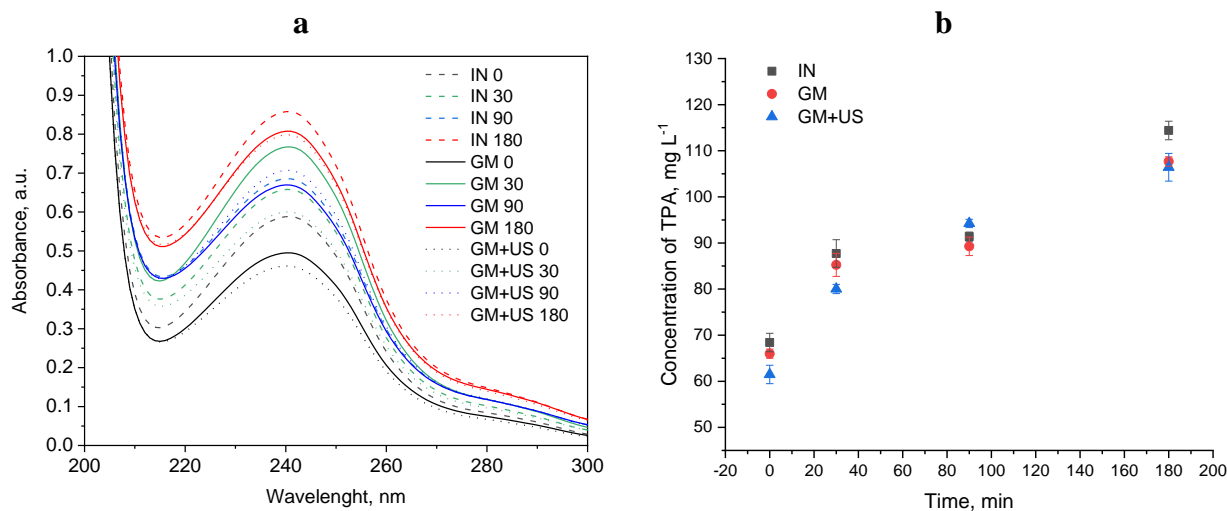 a
Absorbance, a.u.
1.0
0.9
0.8
0.7
0.6
0.5
0.4
0.3
0.2
0.1
0.0
200 220 240 260 280 300
Wavelenght, nm
IN 0
IN 30
IN 90
IN 180
GM 0
GM 30
GM 90
GM 180
GM+US 0
GM+US 30
GM+US 90
GM+US 180
b
Concentration of TPA, mg L-1
130
120
110
100
90
80
70
60
50
-20 0 20 40 60 80 100 120 140 160 180 200
Time, min
IN
GM
GM+US